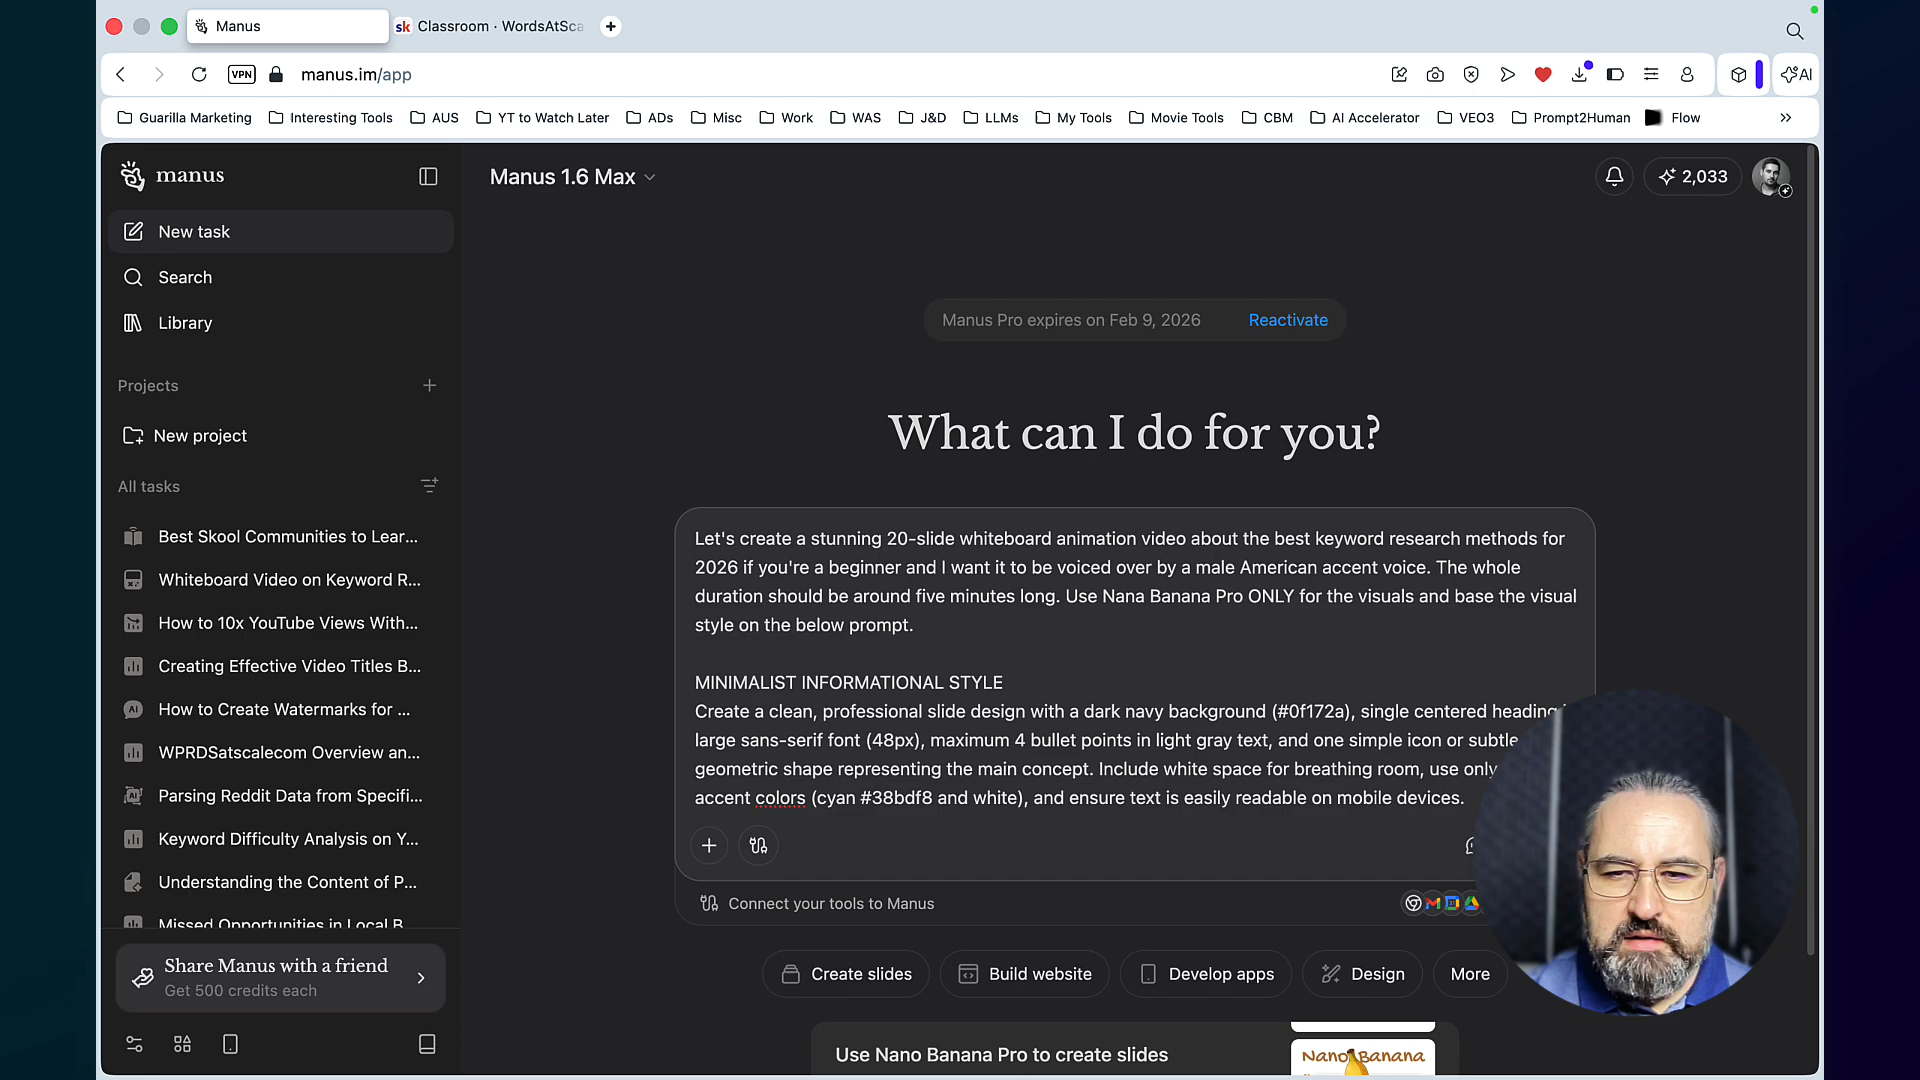 Manus
sk Classroom · WordsAtSca
VPN
manus.im/app
AI
Guarilla Marketing
Interesting Tools
AUS
YT to Watch Later
ADs
Misc
Work
WAS
J&D
LLMs
My Tools
Movie Tools
CBM
AI Accelerator
VEO3
Prompt2Human
Flow
manus
Manus 1.6 Max
2,033
New task
Search
Library
Projects
New project
All tasks
Best Skool Communities to Lear...
Whiteboard Video on Keyword R...
How to 10x YouTube Views With...
Creating Effective Video Titles B...
How to Create Watermarks for ...
WPRDSatscalecom Overview an...
Parsing Reddit Data from Specifi...
Keyword Difficulty Analysis on Y...
Understanding the Content of P...
Missed Opportunities in Local B
Share Manus with a friend
Get 500 credits each
Manus Pro expires on Feb 9, 2026
Reactivate
What can I do for you?
Let's create a stunning 20-slide whiteboard animation video about the best keyword research methods for
2026 if you're a beginner and I want it to be voiced over by a male American accent voice. The whole
duration should be around five minutes long. Use Nana Banana Pro ONLY for the visuals and base the visual
style on the below prompt.
MINIMALIST INFORMATIONAL STYLE
Create a clean, professional slide design with a dark navy background (#0f172a), single centered heading
large sans-serif font (48px), maximum 4 bullet points in light gray text, and one simple icon or subtle
geometric shape representing the main concept. Include white space for breathing room, use only
accent colors (cyan #38bdf8 and white), and ensure text is easily readable on mobile devices.
Connect your tools to Manus
Create slides
Build website
Develop apps
Design
More
Use Nano Banana Pro to create slides
Nano Banana